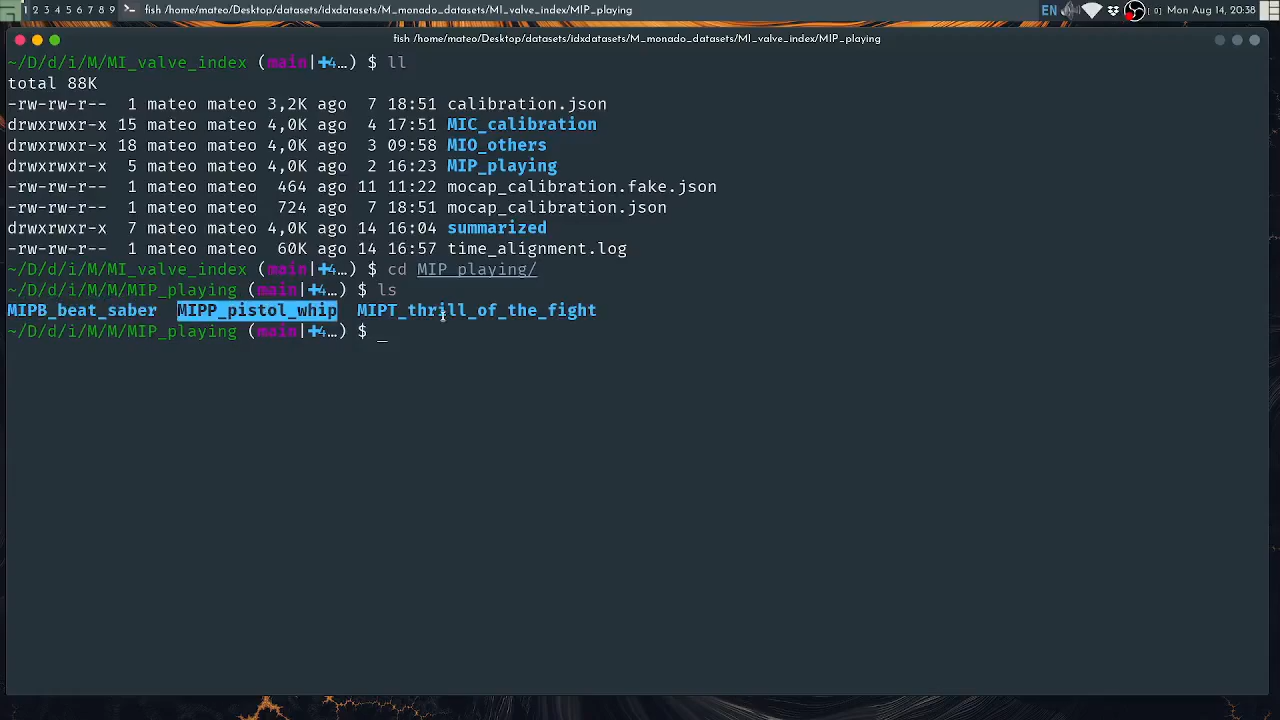 1 2 3 4 5 6 7 8 9 fish /home/mateo/Desktop/datasets/idxdatasets/M_monado_datasets/MI_valve_index/MIP_playing EN Mon Aug 14, 20:38
fish /home/mateo/Desktop/datasets/idxdatasets/M_monado_datasets/MI_valve_index/MIP_playing
~/D/d/i/M/MI_valve_index (main|✚4…) $ ll
total 88K
-rw-rw-r-- 1 mateo mateo 3,2K ago 7 18:51 calibration.json
drwxrwxr-x 15 mateo mateo 4,0K ago 4 17:51 MIC_calibration
drwxrwxr-x 18 mateo mateo 4,0K ago 3 09:58 MIO_others
drwxrwxr-x 5 mateo mateo 4,0K ago 2 16:23 MIP_playing
-rw-rw-r-- 1 mateo mateo 464 ago 11 11:22 mocap_calibration.fake.json
-rw-rw-r-- 1 mateo mateo 724 ago 7 18:51 mocap_calibration.json
drwxrwxr-x 7 mateo mateo 4,0K ago 14 16:04 summarized
-rw-rw-r-- 1 mateo mateo 60K ago 14 16:57 time_alignment.log
~/D/d/i/M/MI_valve_index (main|✚4…) $ cd MIP_playing/
~/D/d/i/M/M/MIP_playing (main|✚4…) $ ls
MIPB_beat_saber MIPP_pistol_whip MIPT_thrill_of_the_fight
~/D/d/i/M/M/MIP_playing (main|✚4…) $ _